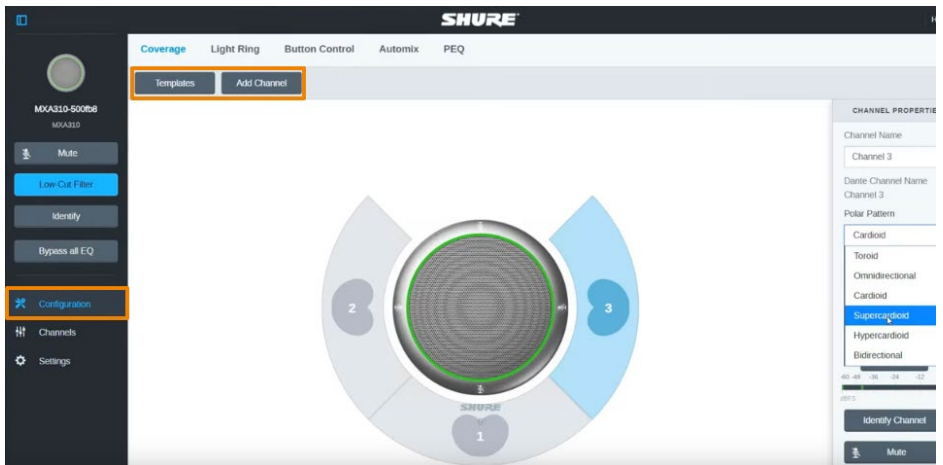 SHURE
H
Coverage Light Ring Button Control Automix PEQ
Templates Add Channel
MXA310-500fb8
MXA310
Mute
Low-Cut Filter
Identify
Bypass all EQ
Configuration
Channels
Settings
2
3
SHURE
1
CHANNEL PROPERTIE
Channel Name
Channel 3
Dante Channel Name
Channel 3
Polar Pattern
Cardioid
Toroid
Omnidirectional
Cardioid
Supercardioid
Hypercardioid
Bidirectional
-60 -48 -36 -24 -12
dBFS
Identify Channel
Mute